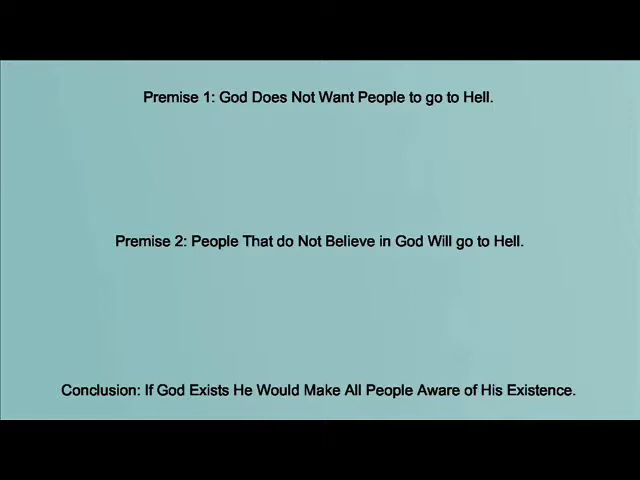 Premise 1: God Does Not Want People to go to Hell.
Premise 2: People That do Not Believe in God Will go to Hell.
Conclusion: If God Exists He Would Make All People Aware of His Existence.